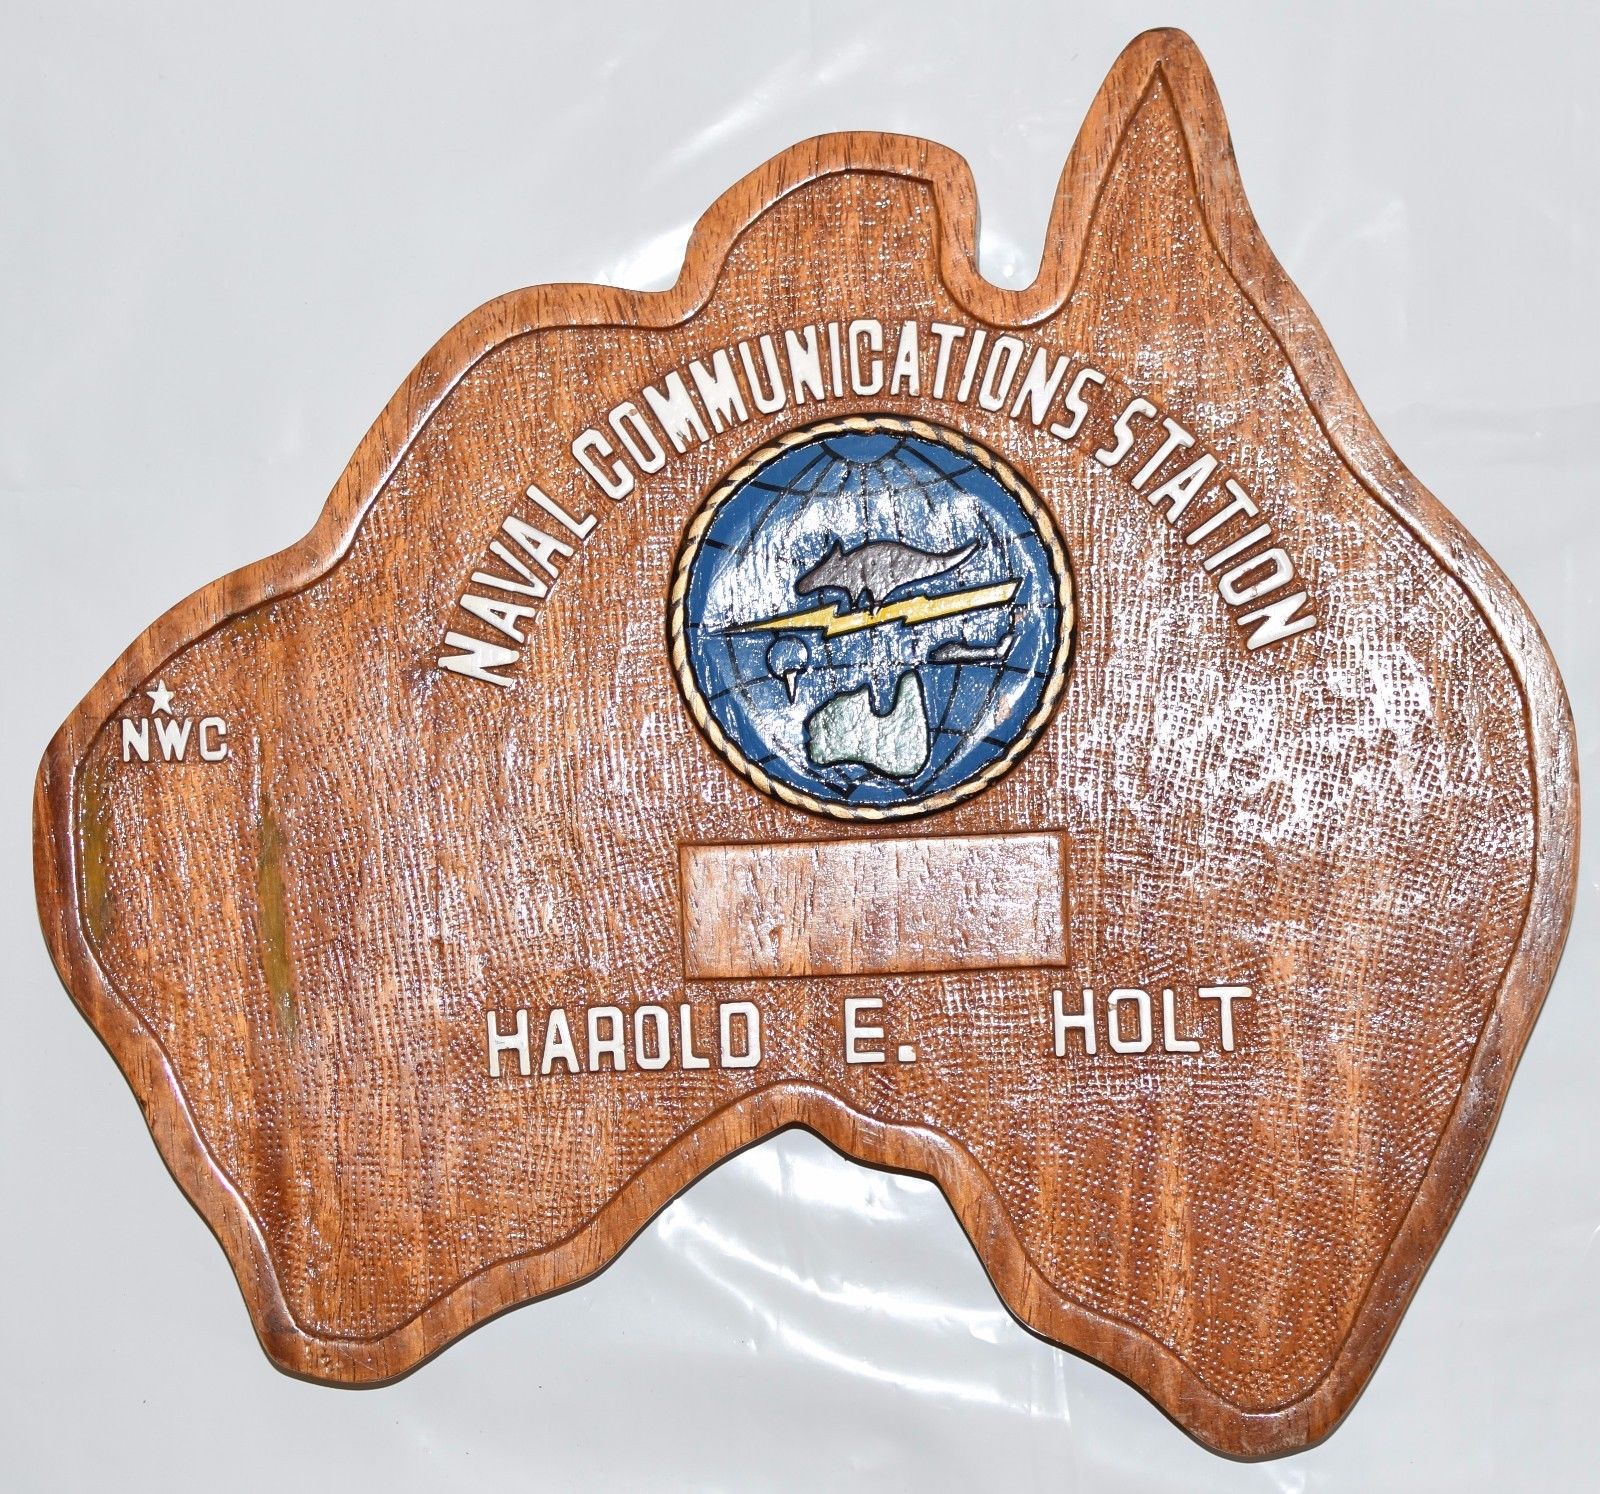 NAVAL COMMUNICATIONS STATION
NWC
HAROLD E. HOLT